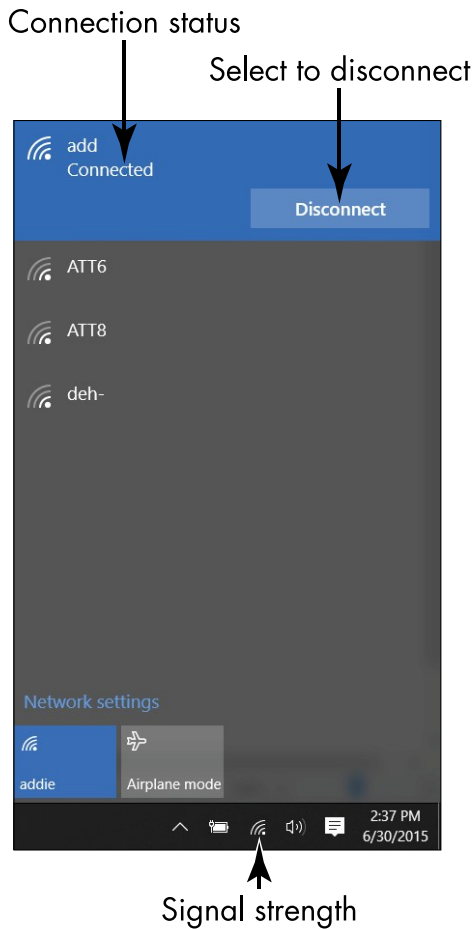 Connection status
Select to disconnect
add
Connected
Disconnect
ATT6
ATT8
deh-
Network settings
addie
Airplane mode
2:37 PM
6/30/2015
Signal strength